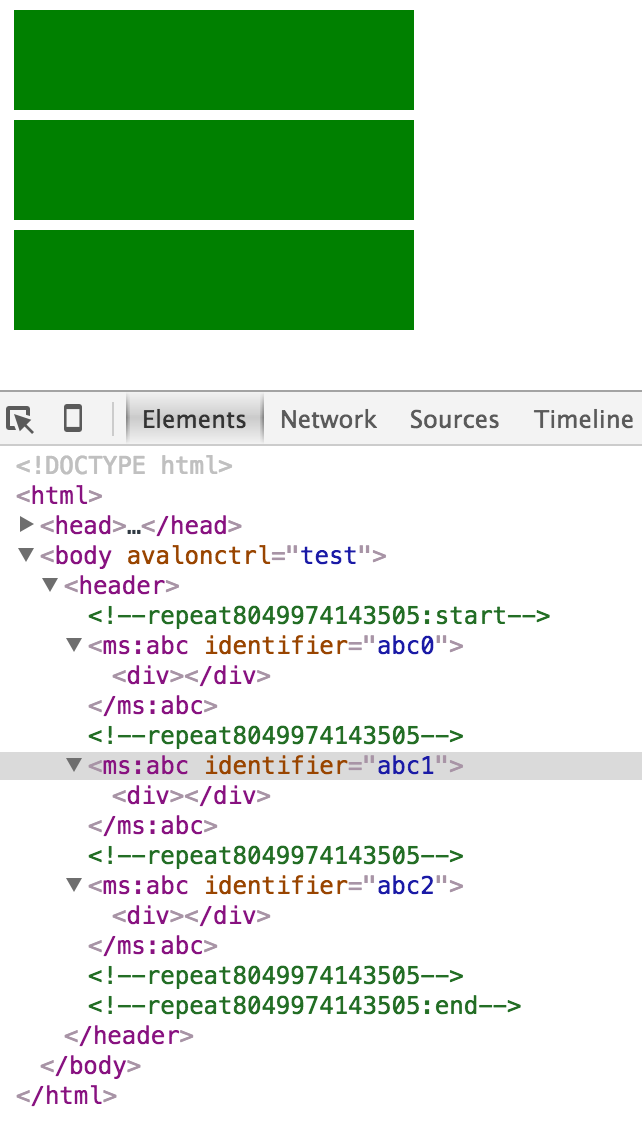 Elements Network Sources Timeline
<!DOCTYPE html>
<html>
<head>…</head>
<body avalonctrl="test">
<header>
<!--repeat8049974143505:start-->
<ms:abc identifier="abc0">
<div></div>
</ms:abc>
<!--repeat8049974143505-->
<ms:abc identifier="abc1">
<div></div>
</ms:abc>
<!--repeat8049974143505-->
<ms:abc identifier="abc2">
<div></div>
</ms:abc>
<!--repeat8049974143505-->
<!--repeat8049974143505:end-->
</header>
</body>
</html>